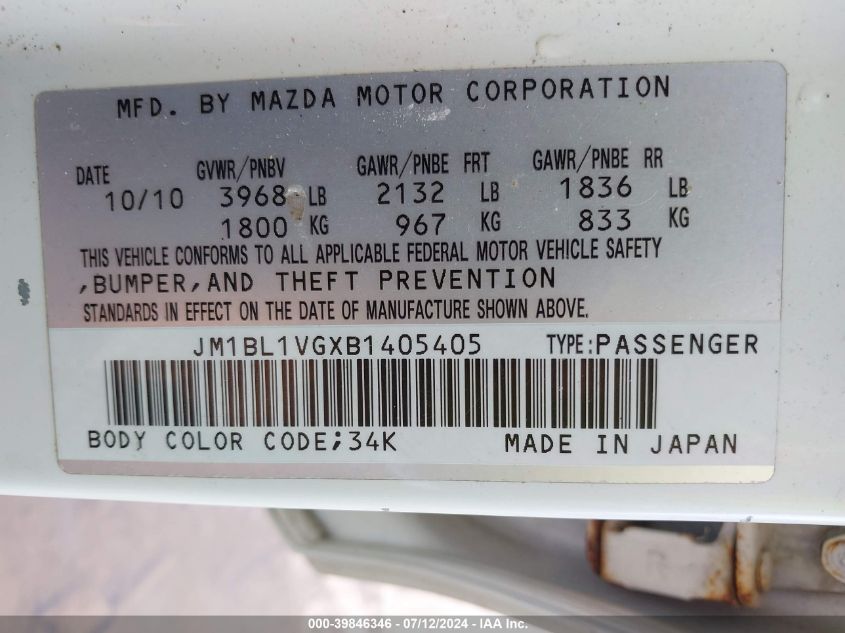 MFD. BY MAZDA MOTOR CORPORATION
DATE GVWR/PNBV GAWR/PNBE FRT GAWR/PNBE RR
10/10 3968 LB 2132 LB 1836 LB
1800 KG 967 KG 833 KG
THIS VEHICLE CONFORMS TO ALL APPLICABLE FEDERAL MOTOR VEHICLE SAFETY
,BUMPER,AND THEFT PREVENTION
STANDARDS IN EFFECT ON THE DATE OF MANUFACTURE SHOWN ABOVE.
JM1BL1VGXB1405405 TYPE:PASSENGER
BODY COLOR CODE;34K MADE IN JAPAN
000-39846346 - 07/12/2024 - IAA Inc.